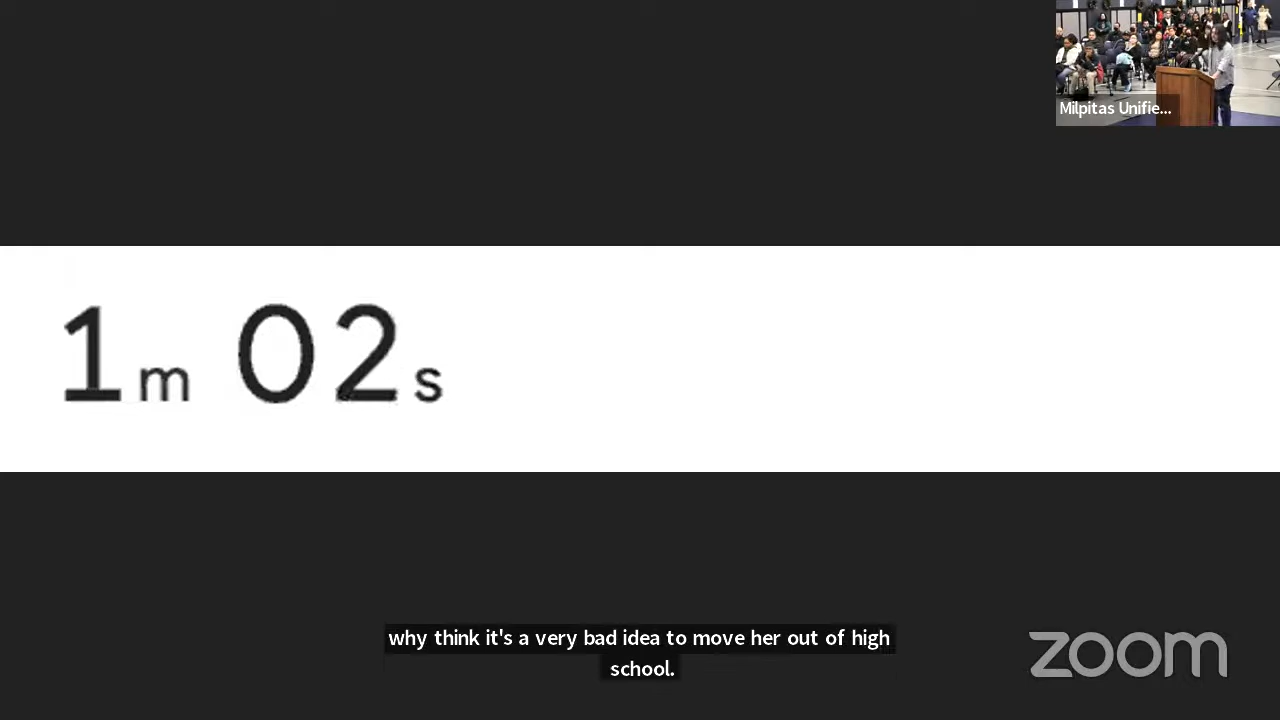 Milpitas Unifie...
1m 02s
why think it's a very bad idea to move her out of high
school.
zoom